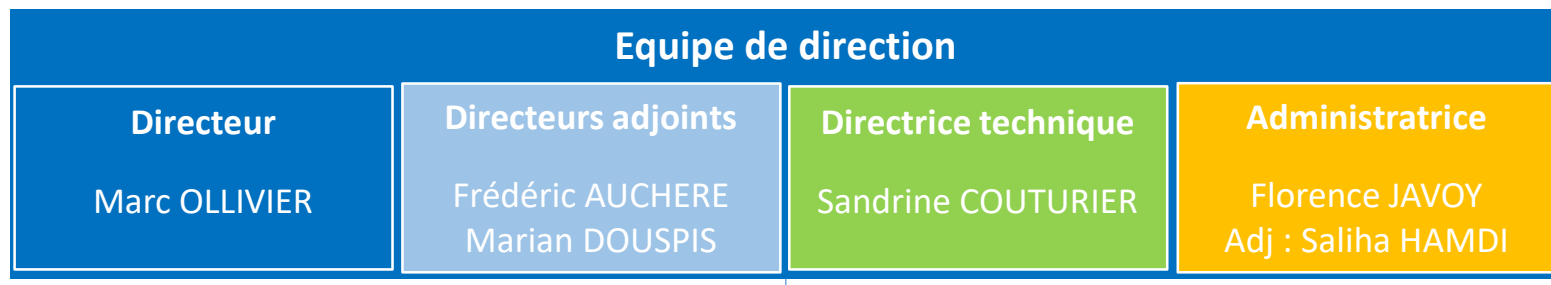 Equipe de direction
Directeur
Marc OLLIVIER
Directeurs adjoints
Frédéric AUCHERE
Marian DOUSPIS
Directrice technique
Sandrine COUTURIER
Administratrice
Florence JAVOY
Adj : Saliha HAMDI